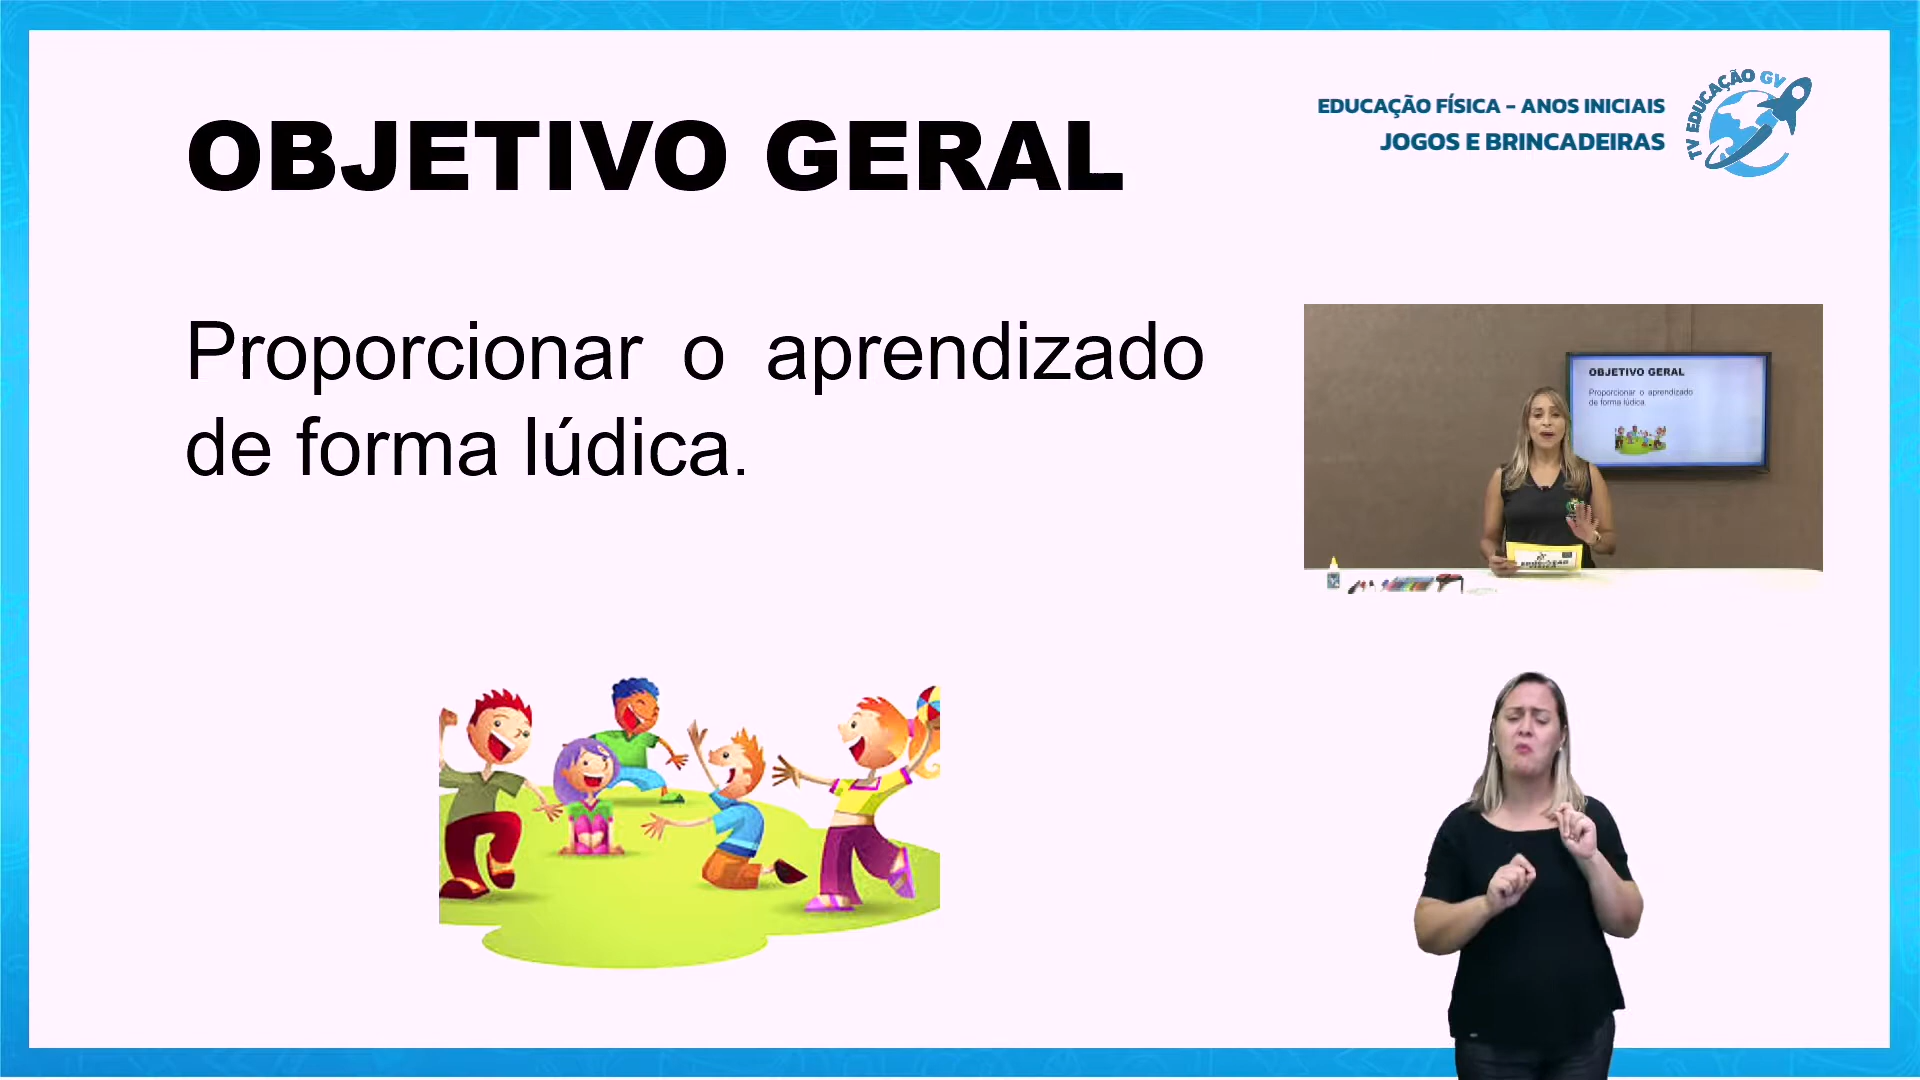 OBJETIVO GERAL
EDUCAÇÃO FÍSICA - ANOS INICIAIS
JOGOS E BRINCADEIRAS
TV EDUCAÇÃO GV
Proporcionar o aprendizado
de forma lúdica.
OBJETIVO GERAL
Proporcionar o aprendizado
de forma lúdica.